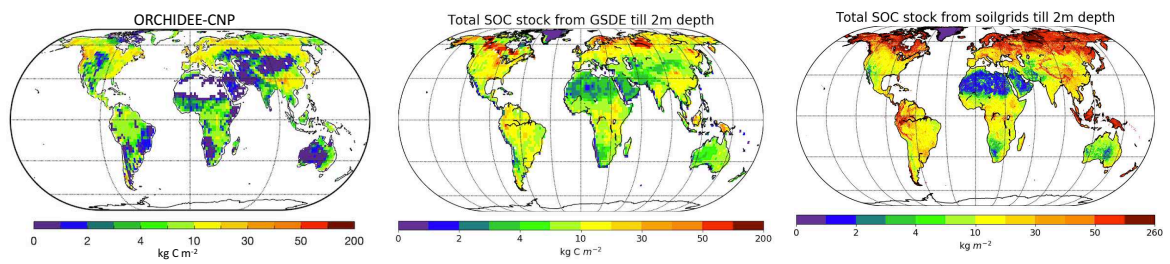 ORCHIDEE-CNP
0 2 4 10 30 50 200
kg C m-2
Total SOC stock from GSDE till 2m depth
0 2 4 10 30 50 200
kg C m⁻²
Total SOC stock from soilgrids till 2m depth
0 2 4 10 30 50 260
kg m⁻²